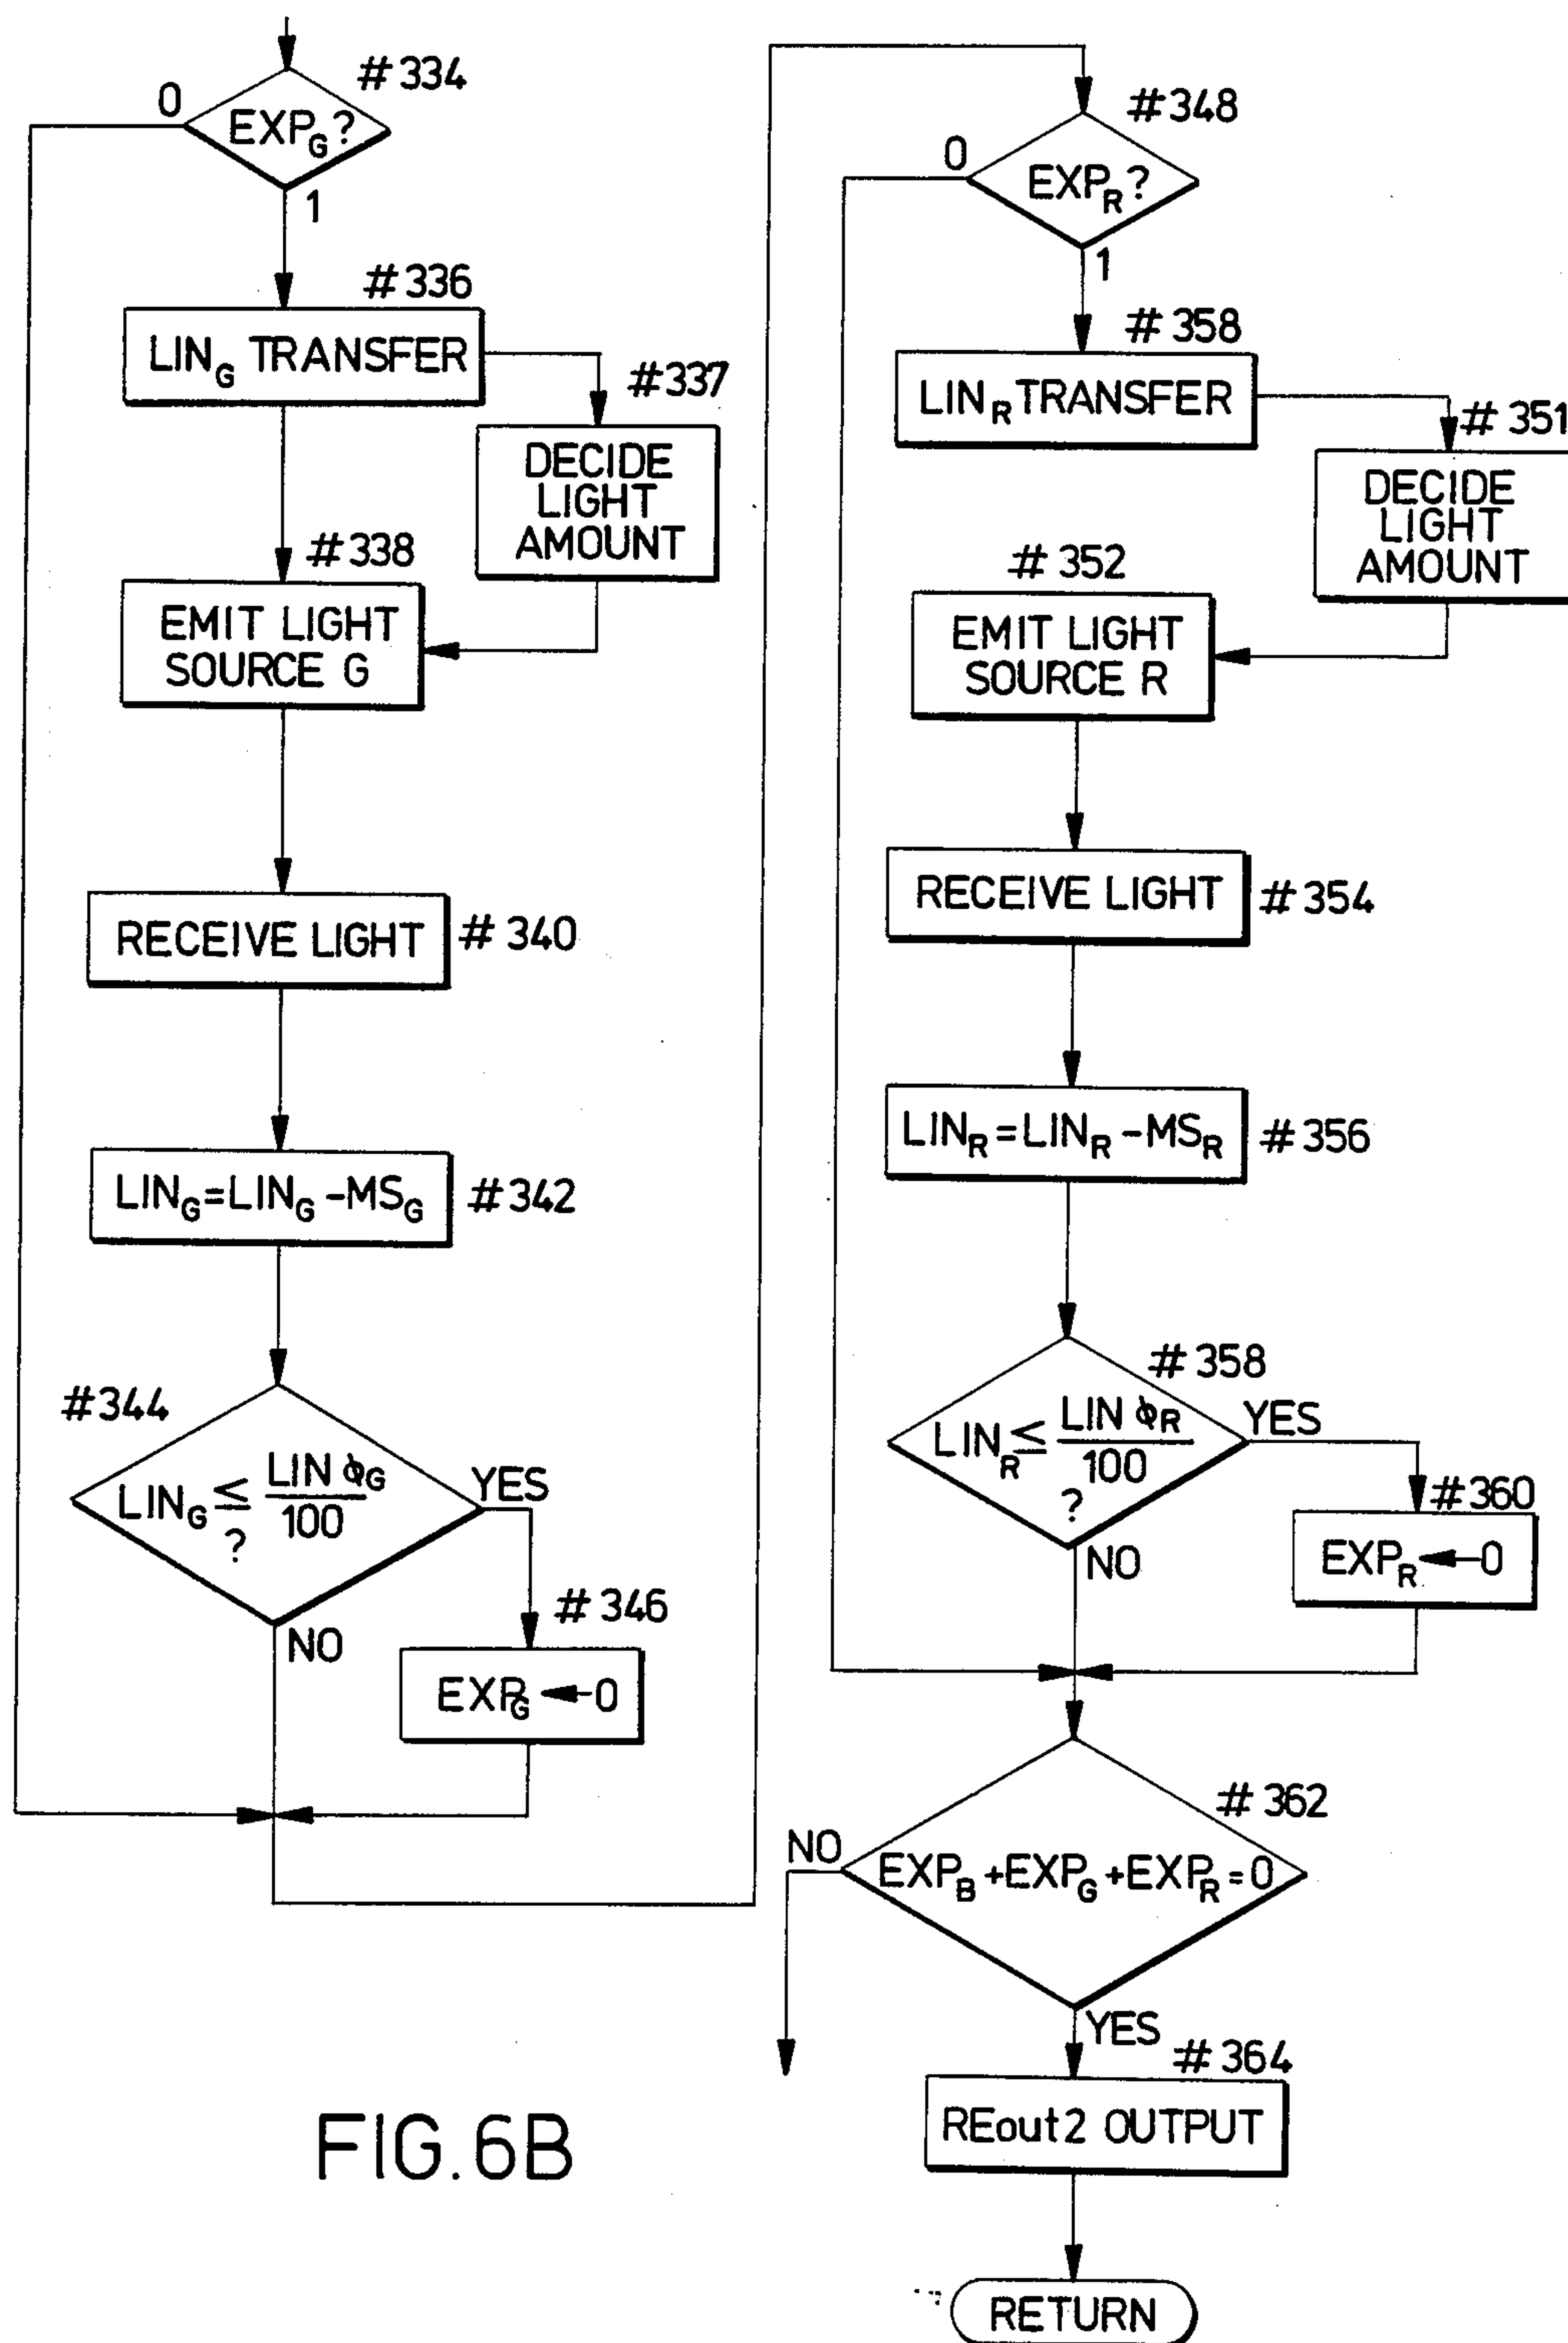 #334
0
EXPG?
1
#336
LING TRANSFER
#337
DECIDE
LIGHT
AMOUNT
#338
EMIT LIGHT
SOURCE G
RECEIVE LIGHT
#340
LING=LING-MSG
#342
#344
LING ≤ LIN ϕG
100
?
YES
NO
#346
EXPG ← 0
#348
0
EXPR?
1
#358
LINR TRANSFER
#351
DECIDE
LIGHT
AMOUNT
#352
EMIT LIGHT
SOURCE R
RECEIVE LIGHT
#354
LINR=LINR-MSR
#356
#358
LINR ≤ LIN ϕR
100
?
YES
NO
#360
EXPR ← 0
#362
NO
EXPB+EXPG+EXPR=0
YES
#364
REout2 OUTPUT
RETURN
FIG. 6B